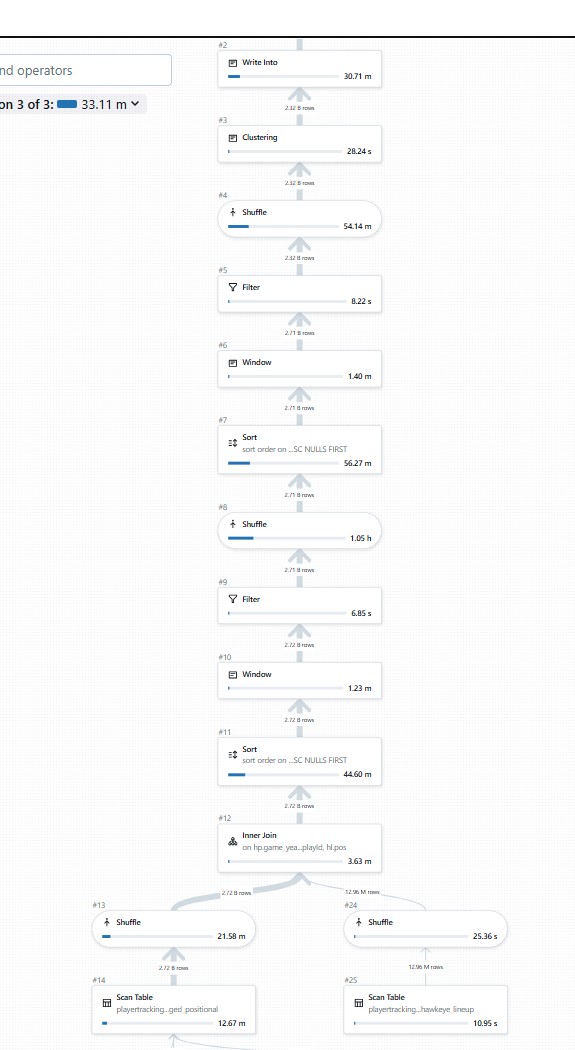 nd operators
on 3 of 3: 33.11 m
#2
Write Into
30.71 m
2.32 B rows
#3
Clustering
28.24 s
2.32 B rows
#4
Shuffle
54.14 m
2.32 B rows
#5
Filter
8.22 s
2.71 B rows
#6
Window
1.40 m
2.71 B rows
#7
Sort
sort order on ...SC NULLS FIRST
56.27 m
2.71 B rows
#8
Shuffle
1.05 h
2.71 B rows
#9
Filter
6.85 s
2.72 B rows
#10
Window
1.23 m
2.72 B rows
#11
Sort
sort order on ...SC NULLS FIRST
44.60 m
2.72 B rows
#12
Inner Join
on hp.game_yea...playId, hl.pos
3.63 m
2.72 B rows
12.96 M rows
#13
Shuffle
21.58 m
#24
Shuffle
25.36 s
2.72 B rows
12.96 M rows
#14
Scan Table
playertracking...ged_positional
12.67 m
#25
Scan Table
playertracking...hawkeye_lineup
10.95 s